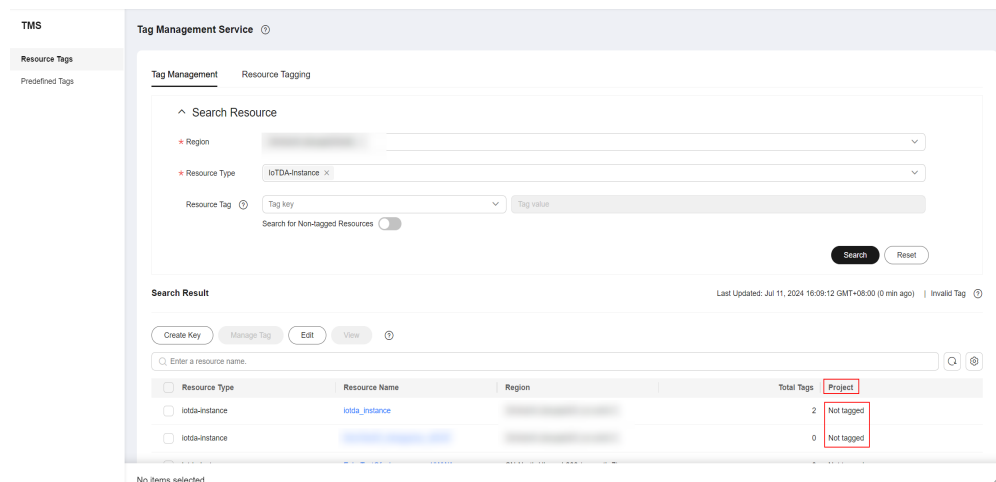 TMS
Tag Management Service ?
Resource Tags
Predefined Tags
Tag Management Resource Tagging
Search Resource
* Region
* Resource Type IoTDA-Instance ×
Resource Tag ? Tag key Tag value
Search for Non-tagged Resources
Search Reset
Search Result Last Updated: Jul 11, 2024 16:09:12 GMT+08:00 (0 min ago) | Invalid Tag ?
Create Key Manage Tag Edit View ?
Enter a resource name.
Resource Type Resource Name Region Total Tags Project
iotda-instance iotda_instance 2 Not tagged
iotda-instance 0 Not tagged
No items selected